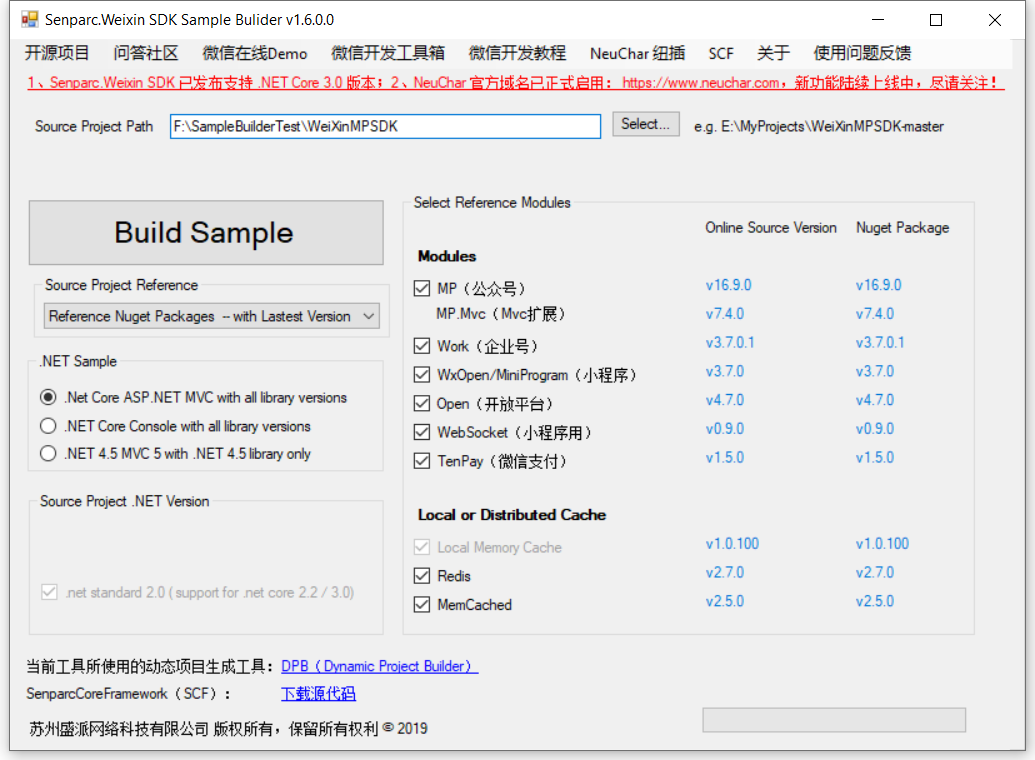 Senparc.Weixin SDK Sample Bulider v1.6.0.0
开源项目 问答社区 微信在线Demo 微信开发工具箱 微信开发教程 NeuChar 纽插 SCF 关于 使用问题反馈
1、Senparc.Weixin SDK 已发布支持 .NET Core 3.0 版本；2、NeuChar 官方域名已正式启用： https://www.neuchar.com，新功能陆续上线中，尽请关注！
Source Project Path F:\SampleBuilderTest\WeiXinMPSDK Select... e.g. E:\MyProjects\WeiXinMPSDK-master
Build Sample
Source Project Reference
Reference Nuget Packages -- with Lastest Version
.NET Sample
.Net Core ASP.NET MVC with all library versions
.NET Core Console with all library versions
.NET 4.5 MVC 5 with .NET 4.5 library only
Source Project .NET Version
.net standard 2.0 ( support for .net core 2.2 / 3.0)
Select Reference Modules
Online Source Version Nuget Package
Modules
MP（公众号） v16.9.0 v16.9.0
MP.Mvc（Mvc扩展） v7.4.0 v7.4.0
Work（企业号） v3.7.0.1 v3.7.0.1
WxOpen/MiniProgram（小程序） v3.7.0 v3.7.0
Open（开放平台） v4.7.0 v4.7.0
WebSocket（小程序用） v0.9.0 v0.9.0
TenPay（微信支付） v1.5.0 v1.5.0
Local or Distributed Cache
Local Memory Cache v1.0.100 v1.0.100
Redis v2.7.0 v2.7.0
MemCached v2.5.0 v2.5.0
当前工具所使用的动态项目生成工具： DPB（Dynamic Project Builder）
SenparcCoreFramework（SCF）： 下载源代码
苏州盛派网络科技有限公司 版权所有，保留所有权利 © 2019